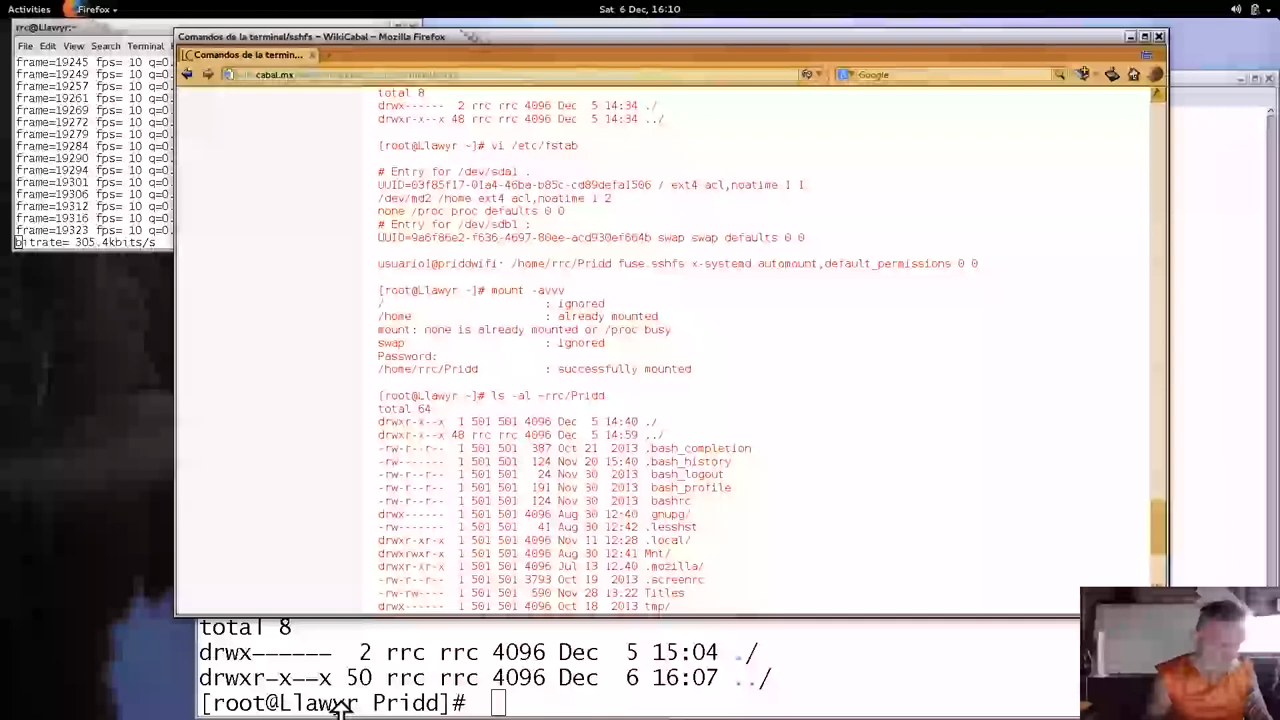 Activities
Firefox
Sat 6 Dec, 16:10
rrc@Llawyr:~
File Edit View Search Terminal
frame=19245 fps= 10 q=0.
frame=19249 fps= 10 q=0.
frame=19257 fps= 10 q=0.
frame=19261 fps= 10 q=0.
frame=19269 fps= 10 q=0.
frame=19272 fps= 10 q=0.
frame=19279 fps= 10 q=0.
frame=19284 fps= 10 q=0.
frame=19290 fps= 10 q=0.
frame=19294 fps= 10 q=0.
frame=19301 fps= 10 q=0.
frame=19306 fps= 10 q=0.
frame=19312 fps= 10 q=0.
frame=19316 fps= 10 q=0.
frame=19323 fps= 10 q=0.
bitrate= 305.4kbits/s
Comandos de la terminal/sshfs – WikiCabal – Mozilla Firefox
Comandos de la termin...
cabal.mx
Google
total 8
drwx------ 2 rrc rrc 4096 Dec 5 14:34 ./
drwxr-x--x 48 rrc rrc 4096 Dec 5 14:34 ../
[root@Llawyr ~]# vi /etc/fstab
# Entry for /dev/sda1 :
UUID=03f85f17-01a4-46ba-b85c-cd89defa1506 / ext4 acl,noatime 1 1
/dev/md2 /home ext4 acl,noatime 1 2
none /proc proc defaults 0 0
# Entry for /dev/sdb1 :
UUID=9a6f86e2-f636-4697-80ee-acd930ef664b swap swap defaults 0 0
usuario1@priddwifi: /home/rrc/Pridd fuse.sshfs x-systemd automount,default_permissions 0 0
[root@Llawyr ~]# mount -avvv
/ : ignored
/home : already mounted
mount: none is already mounted or /proc busy
swap : ignored
Password:
/home/rrc/Pridd : successfully mounted
[root@Llawyr ~]# ls -al ~rrc/Pridd
total 64
drwxr-x--x 1 501 501 4096 Dec 5 14:40 ./
drwxr-x--x 48 rrc rrc 4096 Dec 5 14:59 ../
-rw-r--r-- 1 501 501 387 Oct 21 2013 .bash_completion
-rw------- 1 501 501 124 Nov 20 15:40 .bash_history
-rw-r--r-- 1 501 501 24 Nov 30 2013 .bash_logout
-rw-r--r-- 1 501 501 191 Nov 30 2013 bash_profile
-rw-r--r-- 1 501 501 124 Nov 30 2013 bashrc
drwx------ 1 501 501 4096 Aug 30 12:40 gnupg/
-rw------- 1 501 501 41 Aug 30 12:42 .lesshst
drwxr-xr-x 1 501 501 4096 Nov 11 12:28 .local/
drwxrwxr-x 1 501 501 4096 Aug 30 12:41 Mnt/
drwxr-xr-x 1 501 501 4096 Jul 13 12.40 .mozilla/
-rw-rw-r-- 1 501 501 3793 Oct 19 2013 .screenrc
-rw-rw---- 1 501 501 590 Nov 28 13:22 Titles
drwx------ 1 501 501 4096 Oct 18 2013 tmp/
total 8
drwx------ 2 rrc rrc 4096 Dec 5 15:04 ./
drwxr-x--x 50 rrc rrc 4096 Dec 6 16:07 ../
[root@Llawyr Pridd]#